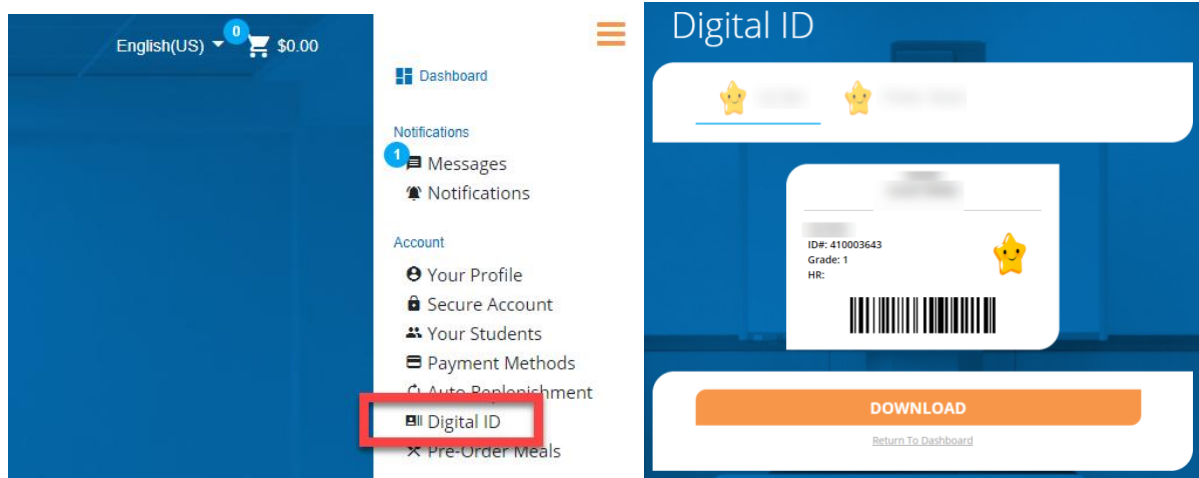 English(US)
0
$0.00
Dashboard
Notifications
1
Messages
Notifications
Account
Your Profile
Secure Account
Your Students
Payment Methods
Auto Replenishment
Digital ID
Pre-Order Meals
Digital ID
ID#: 410003643
Grade: 1
HR:
DOWNLOAD
Return To Dashboard